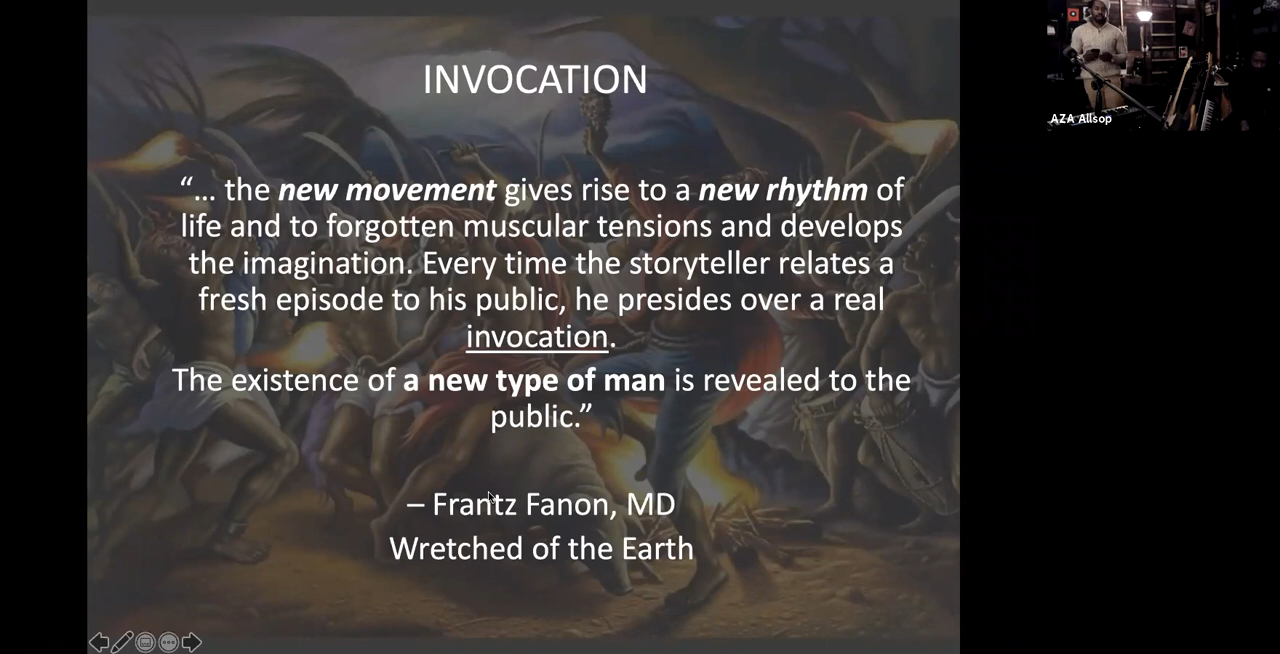 INVOCATION
“… the new movement gives rise to a new rhythm of
life and to forgotten muscular tensions and develops
the imagination. Every time the storyteller relates a
fresh episode to his public, he presides over a real
invocation.
The existence of a new type of man is revealed to the
public.”
– Frantz Fanon, MD
Wretched of the Earth
AZA Allsop